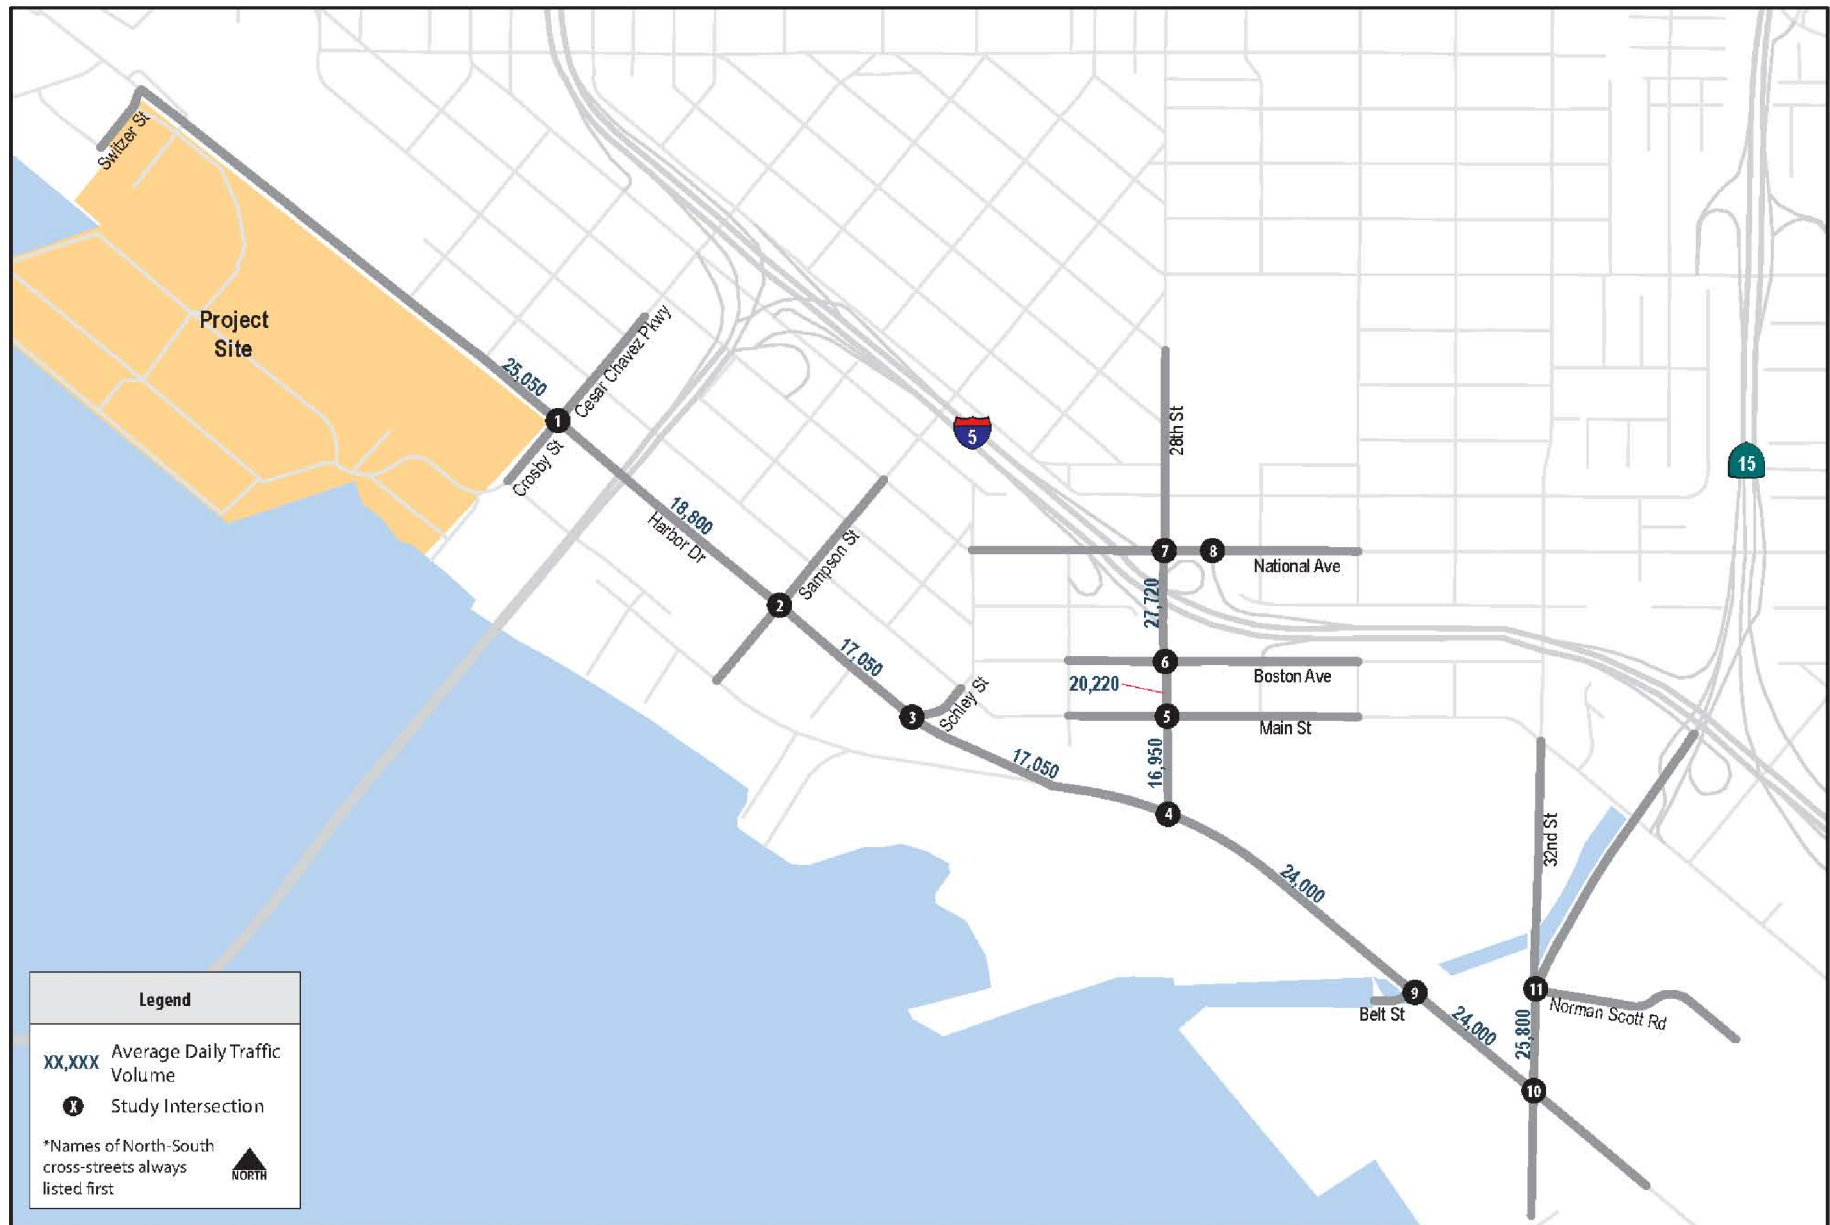 Switzer St
Project
Site
25,050
1
Cesar Chavez Pkwy
Crosby St
18,800
Harbor Dr
2
Sampson St
17,050
3
Schley St
17,050
5
15
28th St
7
8
National Ave
27,720
6
Boston Ave
20,220
5
Main St
16,950
4
24,000
9
Belt St
24,000
32nd St
11
Norman Scott Rd
25,800
10
Legend
XX,XXX
Average Daily Traffic
Volume
X
Study Intersection
*Names of North-South
cross-streets always
listed first
NORTH